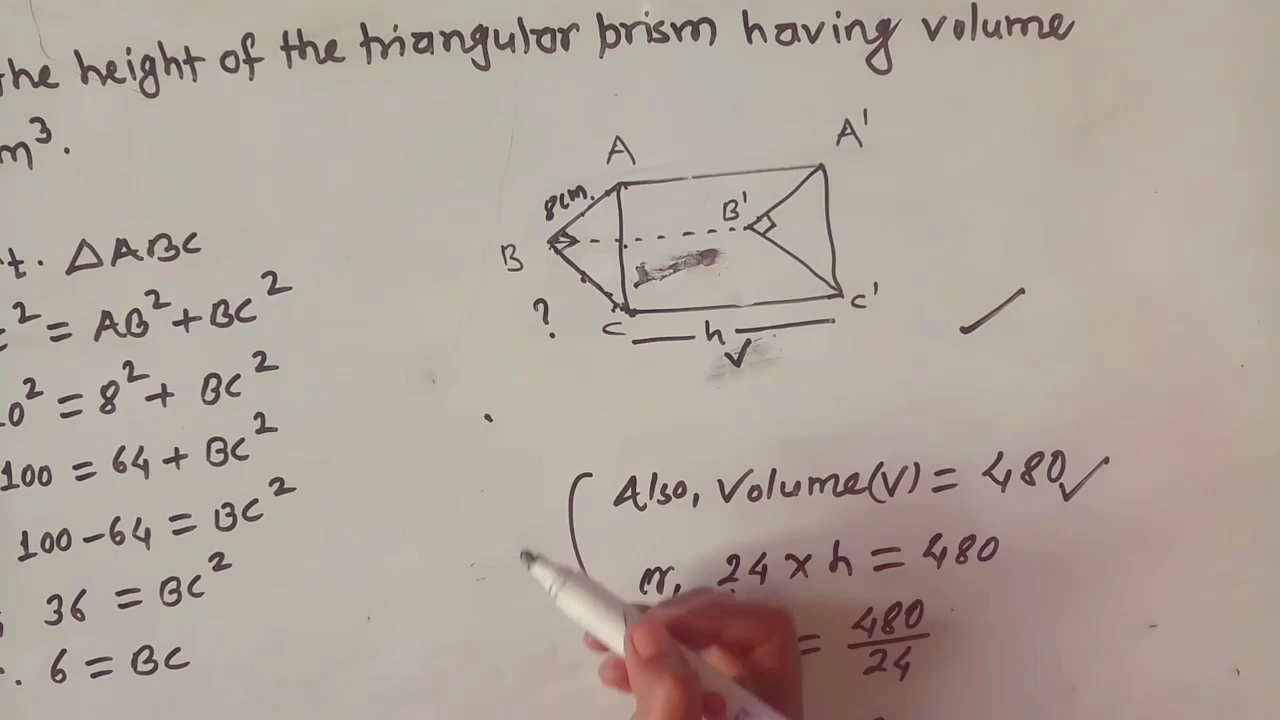 the height of the triangular prism having volume
m³.
A
A'
8cm.
B'
B
?
C
C'
h
t. △ABC
² = AB² + BC²
0² = 8² + BC²
100 = 64 + BC²
100 - 64 = BC²
36 = BC²
6 = BC
Also, Volume(V) = 480
or, 24 × h = 480
= 480/24